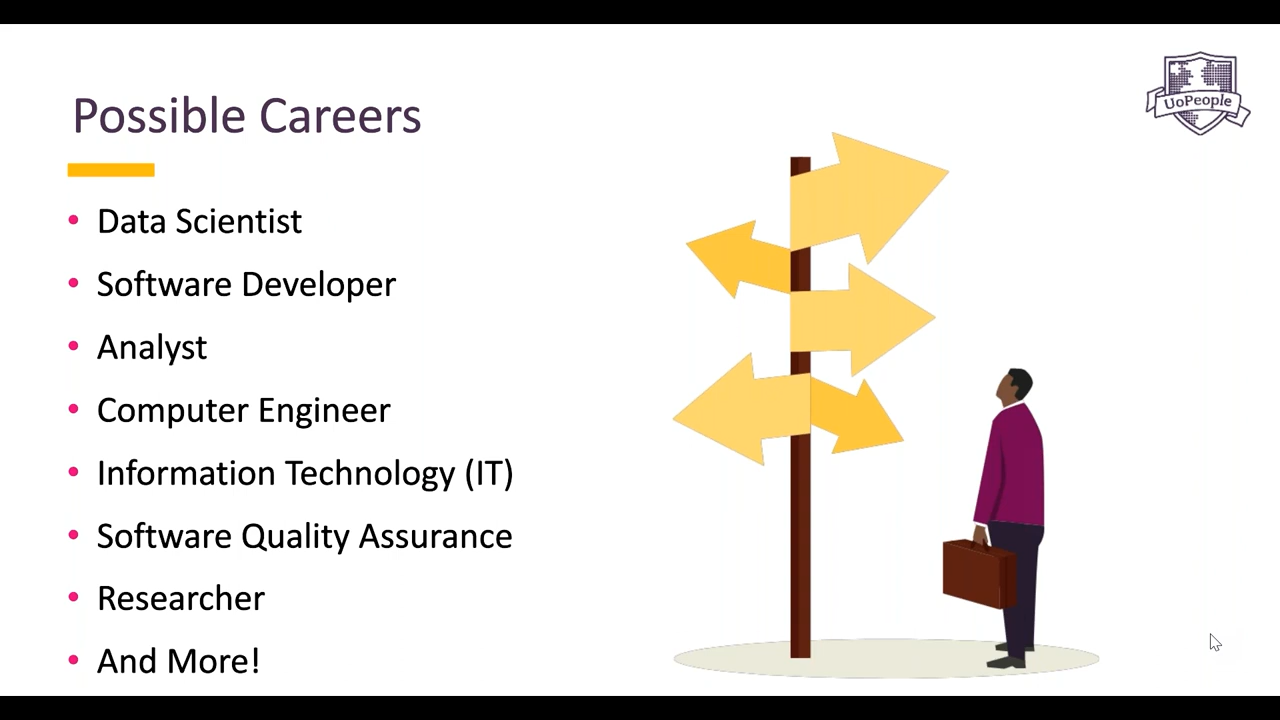 UoPeople
Possible Careers
• Data Scientist
• Software Developer
• Analyst
• Computer Engineer
• Information Technology (IT)
• Software Quality Assurance
• Researcher
• And More!